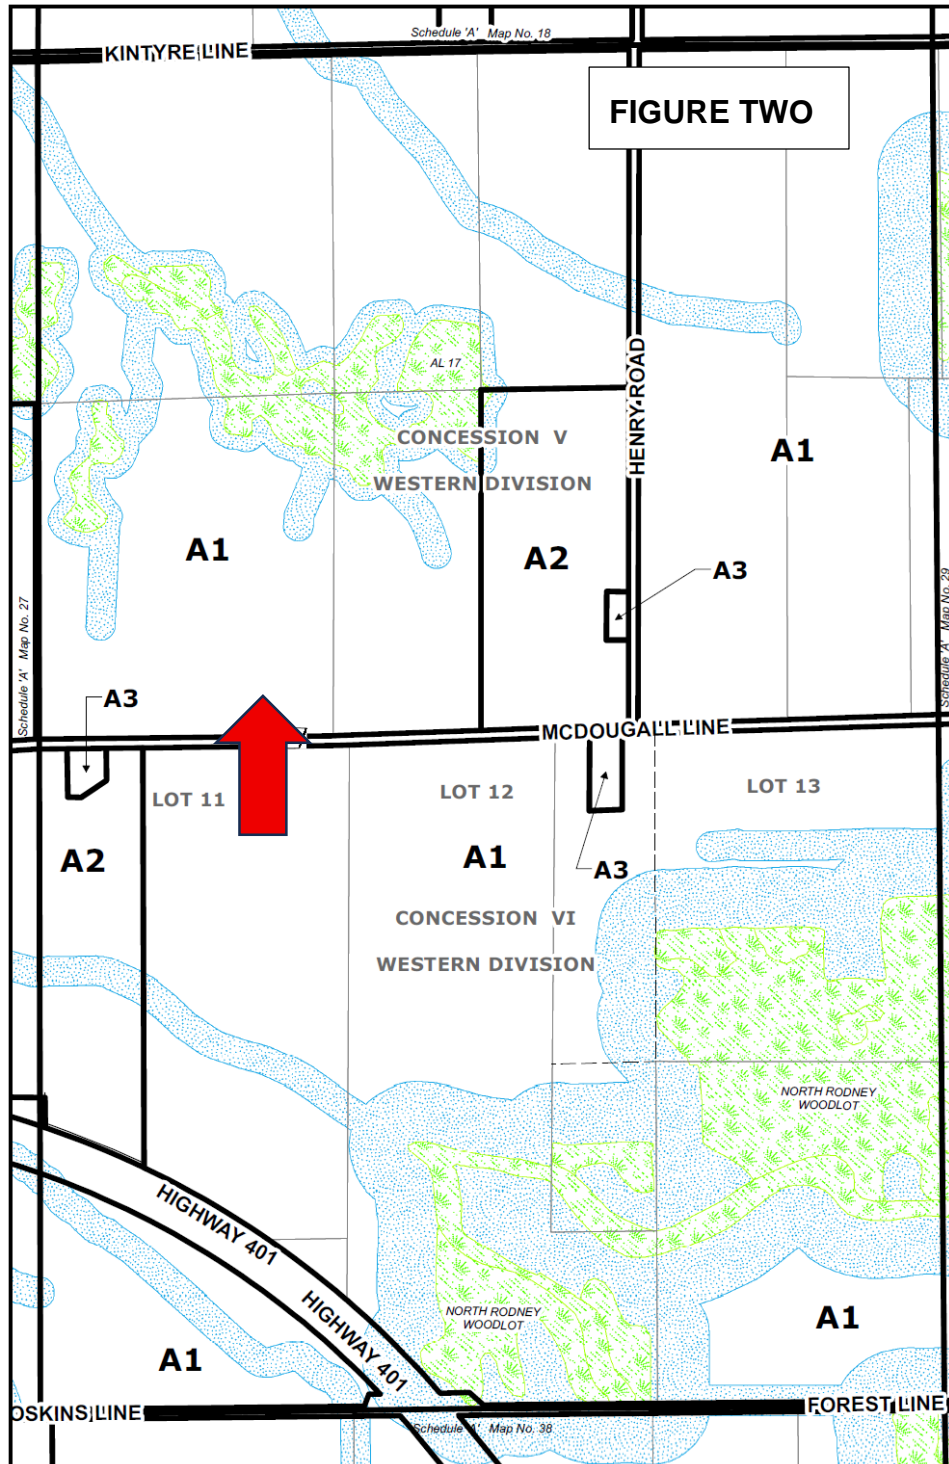 Schedule 'A' Map No. 18
KINTYRE LINE
FIGURE TWO
HENRY ROAD
AL 17
CONCESSION V
WESTERN DIVISION
A1
A1
A2
A3
Schedule 'A' Map No. 27
Schedule 'A' Map No. 29
A3
MCDOUGALL LINE
LOT 11
LOT 12
LOT 13
A2
A1
A3
CONCESSION VI
WESTERN DIVISION
NORTH RODNEY
WOODLOT
HIGHWAY 401
HIGHWAY 401
NORTH RODNEY
WOODLOT
A1
A1
OSKINS LINE
FOREST LINE
Schedule 'A' Map No. 38